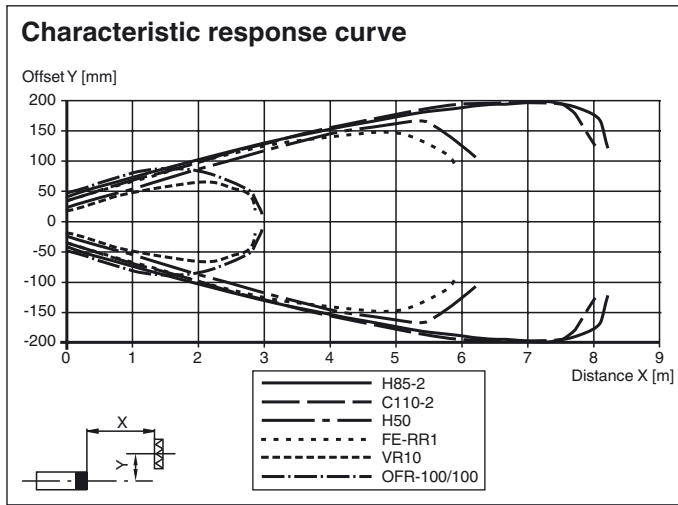 Characteristic response curve
Offset Y [mm]
200
150
100
50
0
-50
-100
-150
-200
0 1 2 3 4 5 6 7 8 9
Distance X [m]
H85-2
C110-2
H50
FE-RR1
VR10
OFR-100/100
X
Y